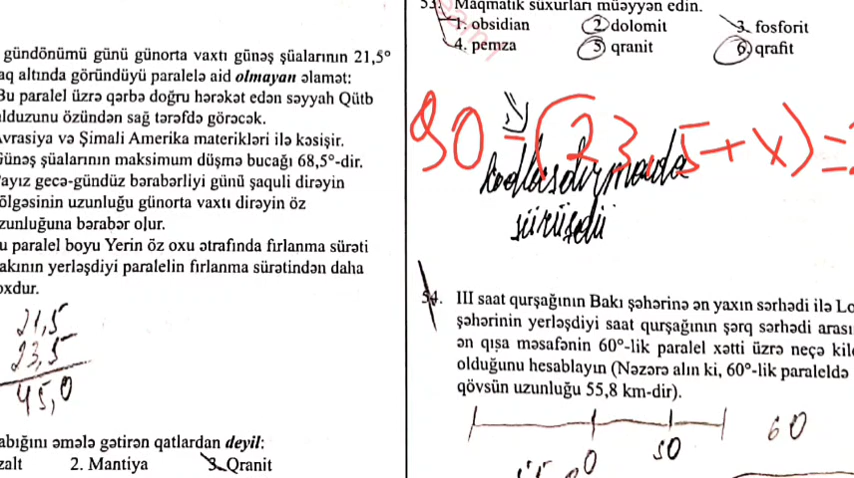 gündönümü günü günorta vaxtı günəş şüalarının 21,5°
aq altında göründüyü paralelə aid olmayan əlamət:
Bu paralel üzrə qərbə doğru hərəkət edən səyyah Qütb
ulduzunu özündən sağ tərəfdə görəcək.
Avrasiya və Şimali Amerika materikləri ilə kəsişir.
Günəş şüalarının maksimum düşmə bucağı 68,5°-dir.
Payız gecə-gündüz bərabərliyi günü şaquli dirəyin
ölgəsinin uzunluğu günorta vaxtı dirəyin öz
zunluğuna bərabər olur.
u paralel boyu Yerin öz oxu ətrafında fırlanma sürəti
akının yerləşdiyi paralelin fırlanma sürətindən daha
oxdur.
21,5
23,5
45,0
abığını əmələ gətirən qatlardan deyil:
zalt 2. Mantiya 3. Qranit
53. Maqmatik süxurları müəyyən edin.
1. obsidian 2. dolomit 3. fosforit
4. pemza 5. qranit 6. qrafit
90 - (23,5 + x) =
kodlaşdırmada
sürüşdü
54. III saat qurşağının Bakı şəhərinə ən yaxın sərhədi ilə Lo
şəhərinin yerləşdiyi saat qurşağının şərq sərhədi arası
ən qısa məsafənin 60°-lik paralel xətti üzrə neçə kil
olduğunu hesablayın (Nəzərə alın ki, 60°-lik paraleldə
qövsün uzunluğu 55,8 km-dir).
0 50 60